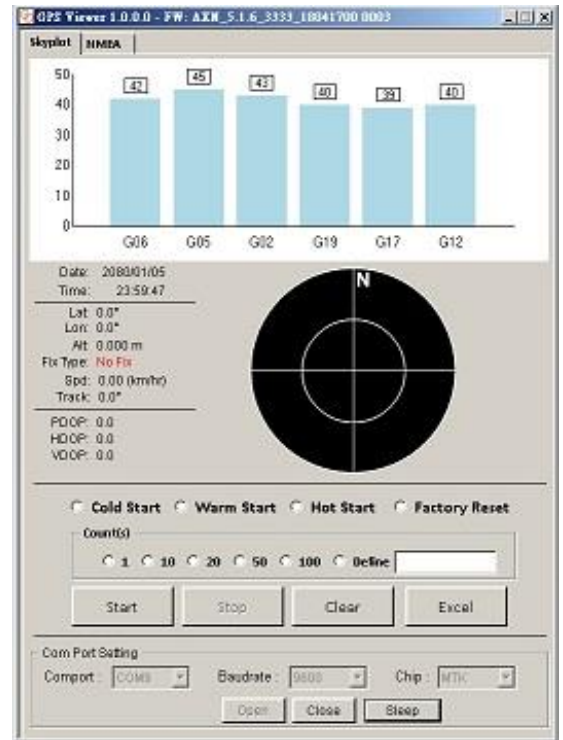 GPS Viewer 1.0.0.0 - FW: AXN_5.1.6_3333_18041700 0003
Skyplot NMEA
50
40
30
20
10
0
42 45 43 40 39 40
G06 G05 G02 G19 G17 G12
Date: 2080/01/05
Time: 23:59:47
Lat: 0.0°
Lon: 0.0°
Alt: 0.000 m
Fix Type: No Fix
Spd: 0.00 (km/hr)
Track: 0.0°
PDOP: 0.0
HDOP: 0.0
VDOP: 0.0
N
Cold Start Warm Start Hot Start Factory Reset
Count(s)
1 10 20 50 100 Define
Start Stop Clear Excel
Com Port Setting
Comport : Baudrate : 9600 Chip : MTK
Open Close Sleep